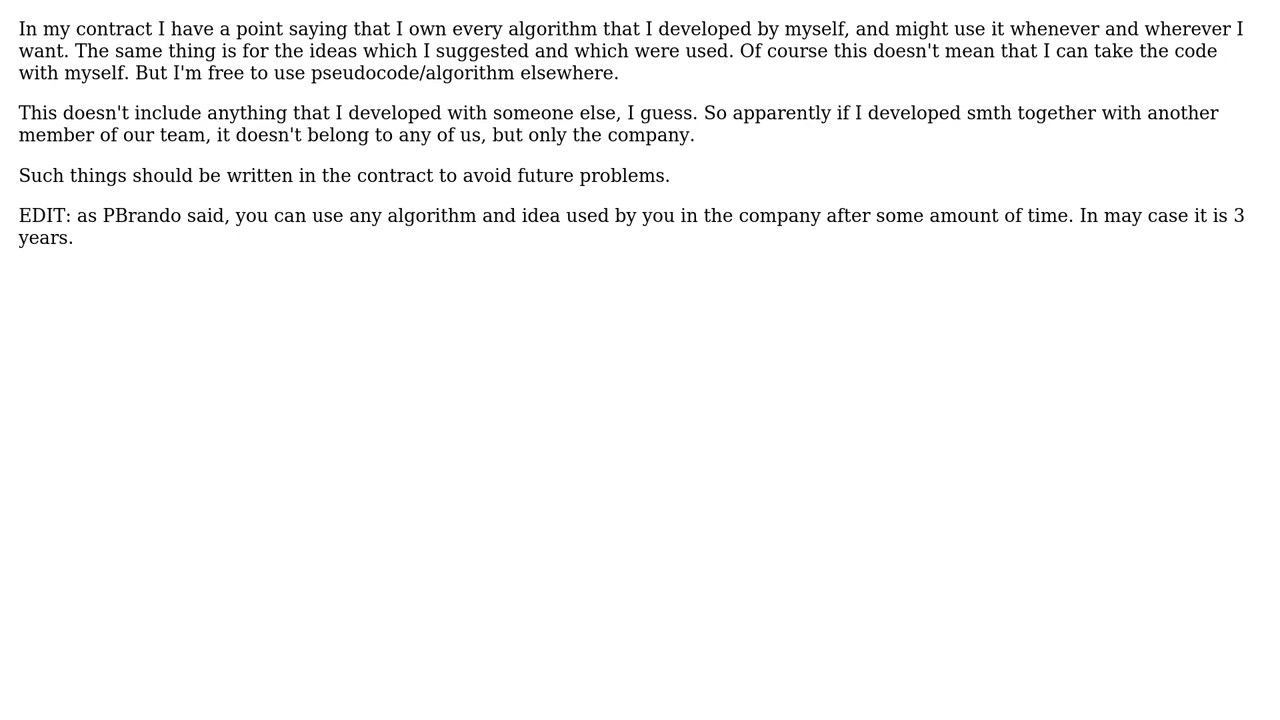 In my contract I have a point saying that I own every algorithm that I developed by myself, and might use it whenever and wherever I
want. The same thing is for the ideas which I suggested and which were used. Of course this doesn't mean that I can take the code
with myself. But I'm free to use pseudocode/algorithm elsewhere.
This doesn't include anything that I developed with someone else, I guess. So apparently if I developed smth together with another
member of our team, it doesn't belong to any of us, but only the company.
Such things should be written in the contract to avoid future problems.
EDIT: as PBrando said, you can use any algorithm and idea used by you in the company after some amount of time. In may case it is 3
years.